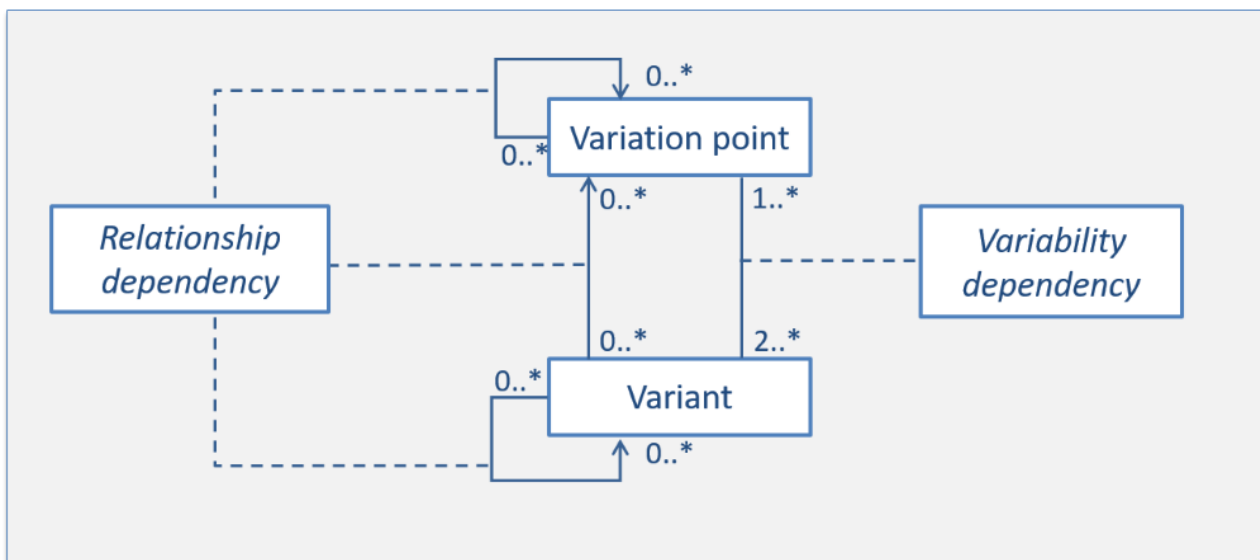 0..*
Variation point
0..*
0..*
1..*
Relationship
dependency
Variability
dependency
0..*
2..*
0..*
Variant
0..*